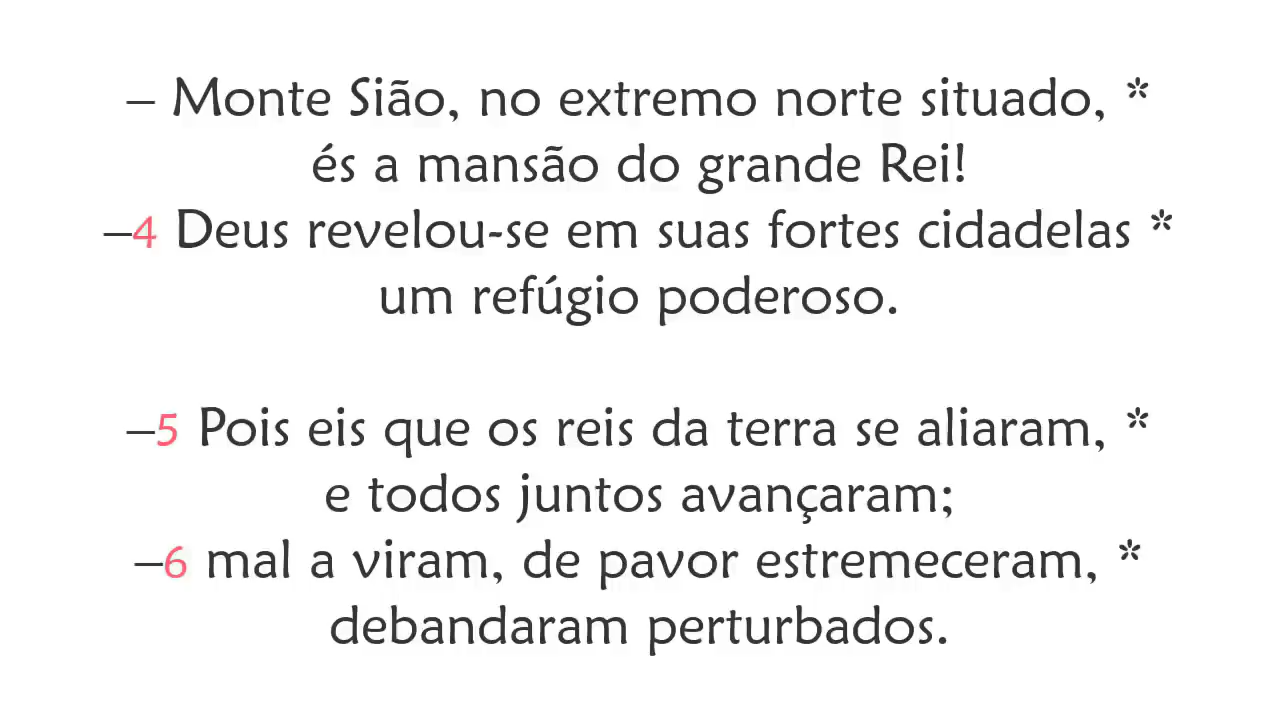 – Monte Sião, no extremo norte situado, *
és a mansão do grande Rei!
–4 Deus revelou-se em suas fortes cidadelas *
um refúgio poderoso.
–5 Pois eis que os reis da terra se aliaram, *
e todos juntos avançaram;
–6 mal a viram, de pavor estremeceram, *
debandaram perturbados.